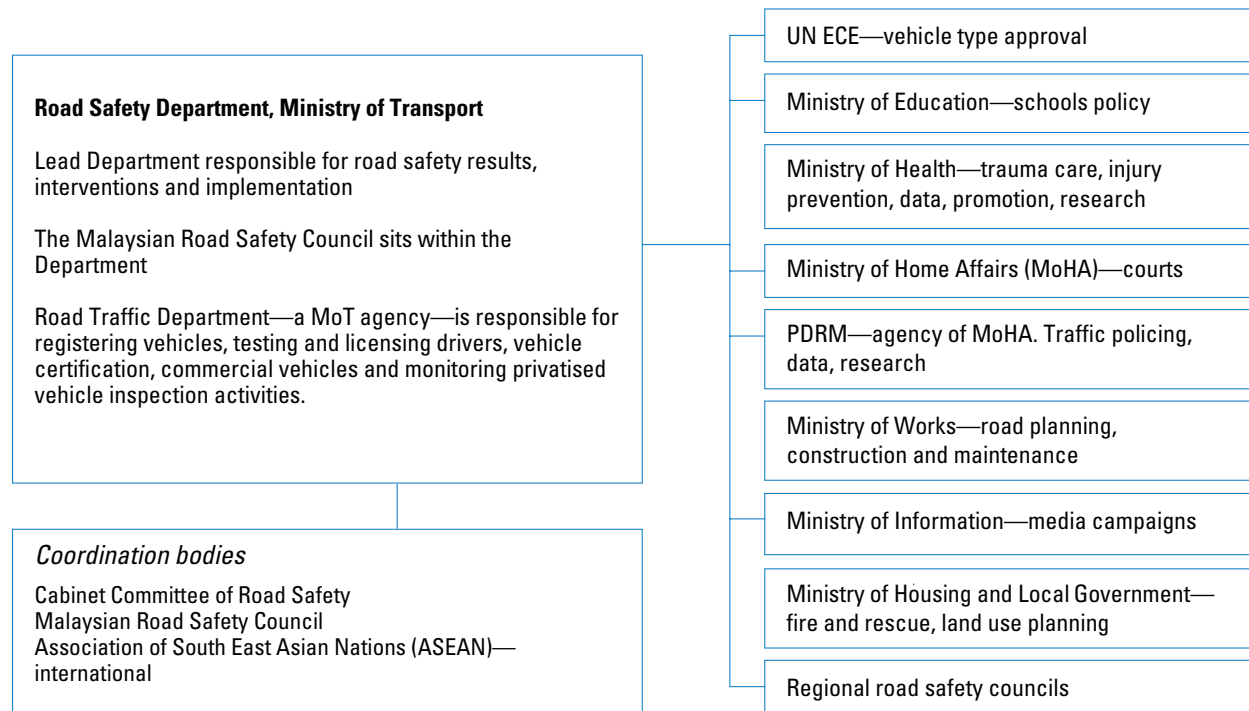 Road Safety Department, Ministry of Transport
Lead Department responsible for road safety results,
interventions and implementation
The Malaysian Road Safety Council sits within the
Department
Road Traffic Department—a MoT agency—is responsible for
registering vehicles, testing and licensing drivers, vehicle
certification, commercial vehicles and monitoring privatised
vehicle inspection activities.
Coordination bodies
Cabinet Committee of Road Safety
Malaysian Road Safety Council
Association of South East Asian Nations (ASEAN)—
international
UN ECE—vehicle type approval
Ministry of Education—schools policy
Ministry of Health—trauma care, injury
prevention, data, promotion, research
Ministry of Home Affairs (MoHA)—courts
PDRM—agency of MoHA. Traffic policing,
data, research
Ministry of Works—road planning,
construction and maintenance
Ministry of Information—media campaigns
Ministry of Housing and Local Government—
fire and rescue, land use planning
Regional road safety councils